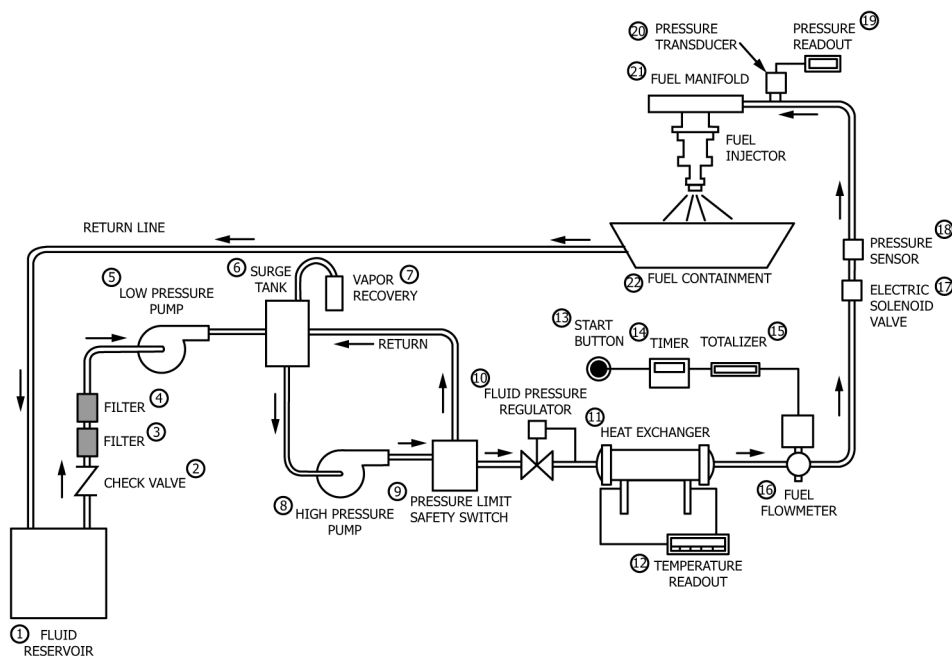 20 PRESSURE
TRANSDUCER
PRESSURE 19
READOUT
21 FUEL MANIFOLD
FUEL
INJECTOR
RETURN LINE
18
PRESSURE
SENSOR
6 SURGE
TANK
VAPOR 7
RECOVERY
22 FUEL CONTAINMENT
5
LOW PRESSURE
PUMP
ELECTRIC 17
SOLENOID
VALVE
13
START
BUTTON
14
TIMER
15
TOTALIZER
RETURN
10
FLUID PRESSURE
REGULATOR
11
HEAT EXCHANGER
FILTER 4
FILTER 3
2
CHECK VALVE
8 HIGH PRESSURE
PUMP
9
PRESSURE LIMIT
SAFETY SWITCH
16 FUEL
FLOWMETER
12 TEMPERATURE
READOUT
1 FLUID
RESERVOIR